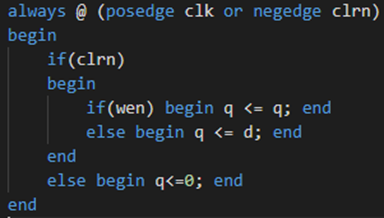 always @ (posedge clk or negedge clrn)
begin
    if(clrn)
    begin
        if(wen) begin q <= q; end
        else begin q <= d; end
    end
    else begin q<=0; end
end